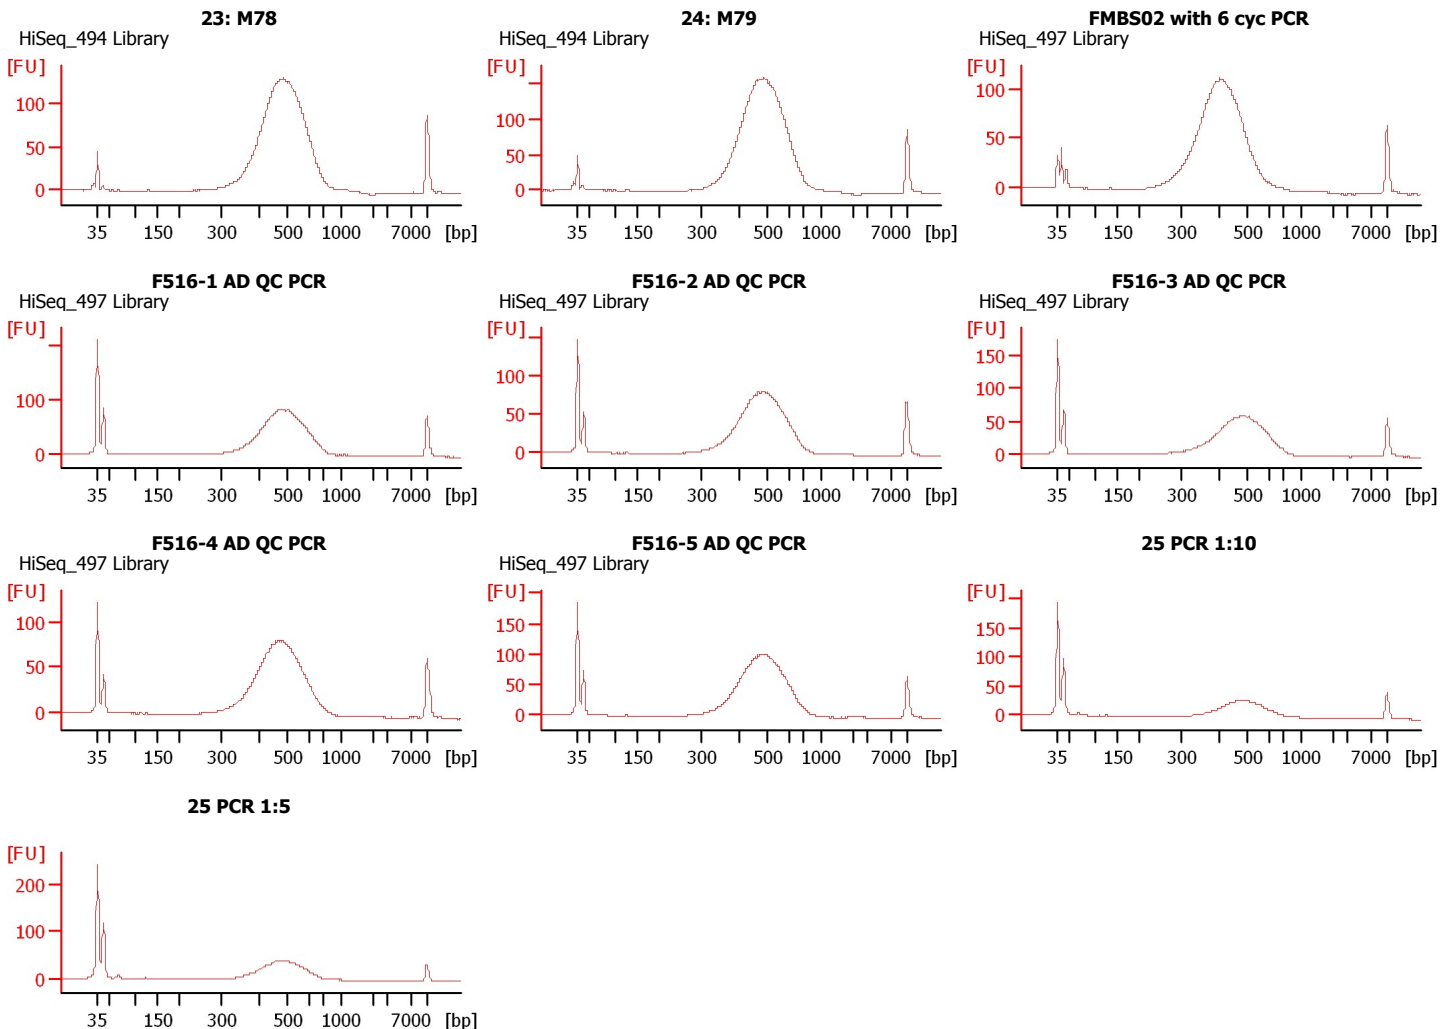 23: M78
HiSeq_494 Library
[FU]
100
50
0
35 150 300 500 1000 7000 [bp]
24: M79
HiSeq_494 Library
[FU]
100
50
0
35 150 300 500 1000 7000 [bp]
FMBS02 with 6 cyc PCR
HiSeq_497 Library
[FU]
100
50
0
35 150 300 500 1000 7000 [bp]
F516-1 AD QC PCR
HiSeq_497 Library
[FU]
100
0
35 150 300 500 1000 7000 [bp]
F516-2 AD QC PCR
HiSeq_497 Library
[FU]
100
50
0
35 150 300 500 1000 7000 [bp]
F516-3 AD QC PCR
HiSeq_497 Library
[FU]
150
100
50
0
35 150 300 500 1000 7000 [bp]
F516-4 AD QC PCR
HiSeq_497 Library
[FU]
100
50
0
35 150 300 500 1000 7000 [bp]
F516-5 AD QC PCR
HiSeq_497 Library
[FU]
150
100
50
0
35 150 300 500 1000 7000 [bp]
25 PCR 1:10
[FU]
150
100
50
0
35 150 300 500 1000 7000 [bp]
25 PCR 1:5
[FU]
200
100
0
35 150 300 500 1000 7000 [bp]